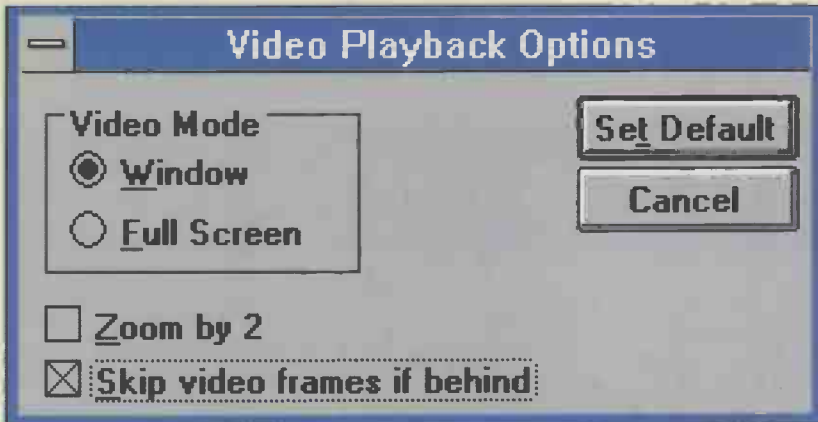 Video Playback Options
Video Mode
Window
Full Screen
Set Default
Cancel
Zoom by 2
Skip video frames if behind